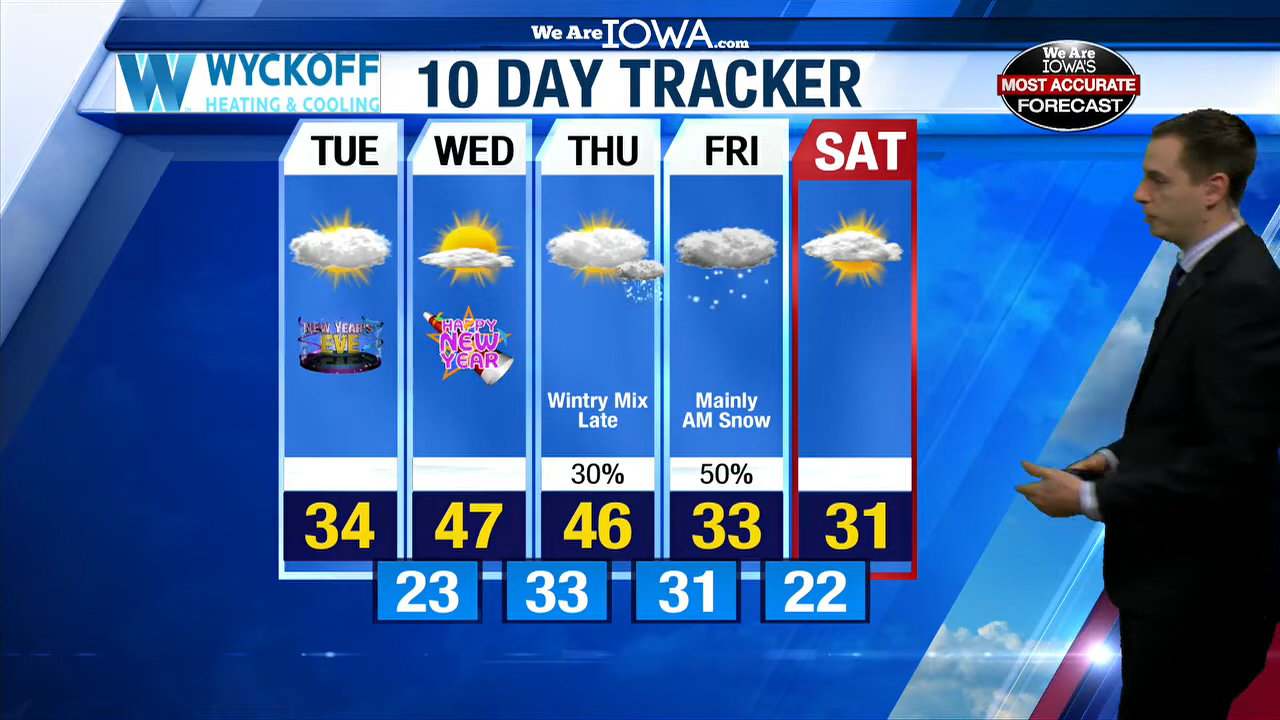 We Are IOWA.com
WYCKOFF
HEATING & COOLING
10 DAY TRACKER
We Are
IOWA'S
MOST ACCURATE
FORECAST
TUE WED THU FRI SAT
NEW YEAR'S
EVE
HAPPY
NEW
YEAR
Wintry Mix
Late
Mainly
AM Snow
30% 50%
34 47 46 33 31
23 33 31 22